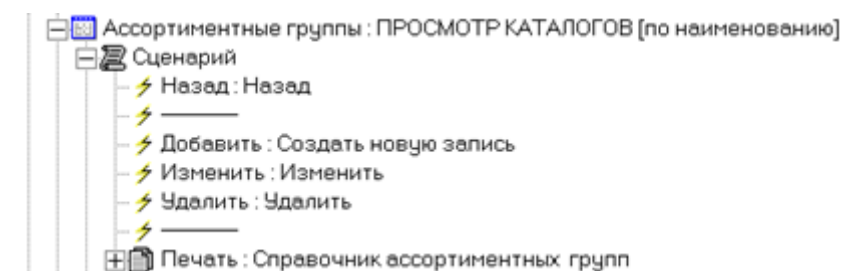 Ассортиментные группы : ПРОСМОТР КАТАЛОГОВ [по наименованию]
Сценарий
Назад : Назад
Добавить : Создать новую запись
Изменить : Изменить
Удалить : Удалить
Печать : Справочник ассортиментных групп